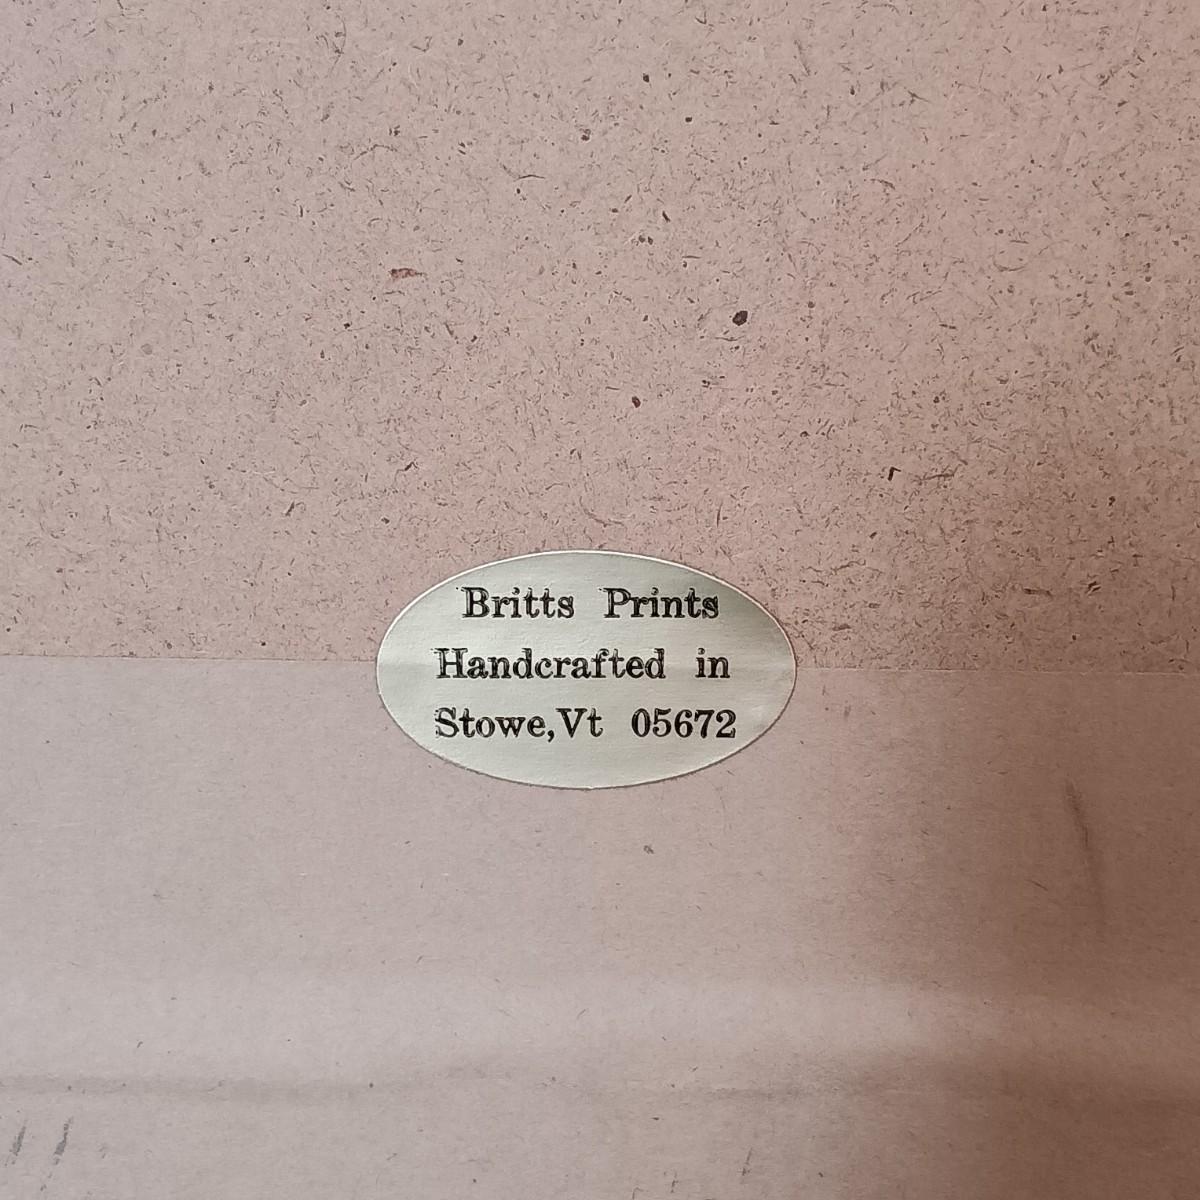 Britts Prints
Handcrafted in
Stowe,Vt 05672